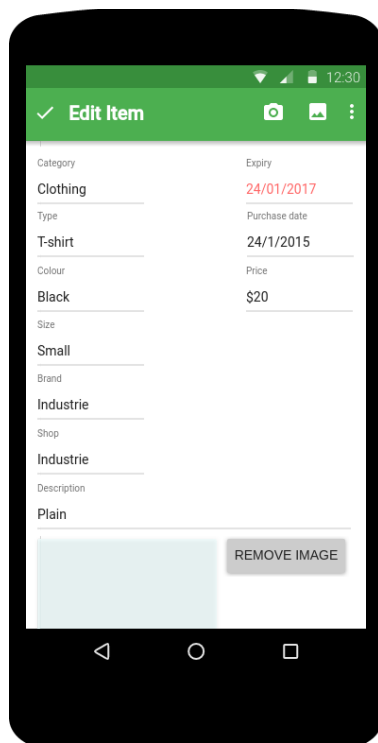 12:30
Edit Item
Category
Expiry
Clothing
24/01/2017
Type
Purchase date
T-shirt
24/1/2015
Colour
Price
Black
$20
Size
Small
Brand
Industrie
Shop
Industrie
Description
Plain
REMOVE IMAGE